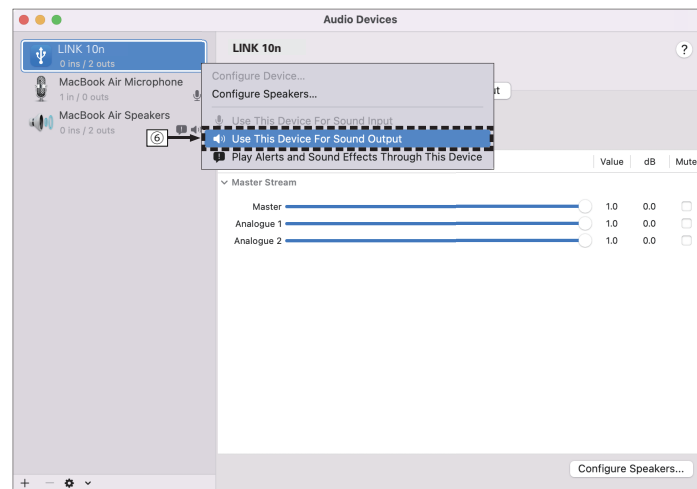 Audio Devices
LINK 10n
0 ins / 2 outs
MacBook Air Microphone
1 in / 0 outs
MacBook Air Speakers
0 ins / 2 outs
⑥
LINK 10n
?
Configure Device...
Configure Speakers...
Use This Device For Sound Input
Use This Device For Sound Output
Play Alerts and Sound Effects Through This Device
Value dB Mute
Master Stream
Master 1.0 0.0
Analogue 1 1.0 0.0
Analogue 2 1.0 0.0
Configure Speakers...